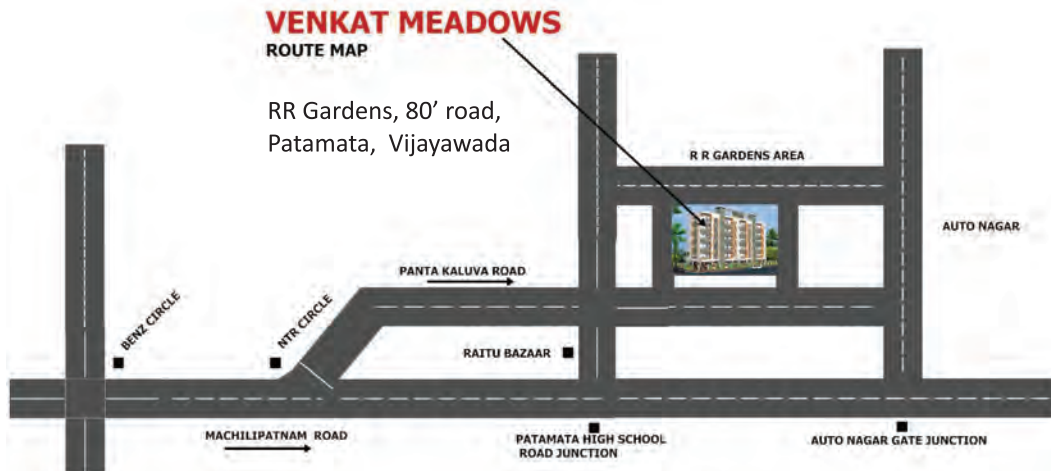 VENKAT MEADOWS
ROUTE MAP
RR Gardens, 80’ road,
Patamata, Vijayawada
R R GARDENS AREA
AUTO NAGAR
PANTA KALUVA ROAD
BENZ CIRCLE
NTR CIRCLE
RAITU BAZAAR
MACHILIPATNAM ROAD
PATAMATA HIGH SCHOOL
ROAD JUNCTION
AUTO NAGAR GATE JUNCTION